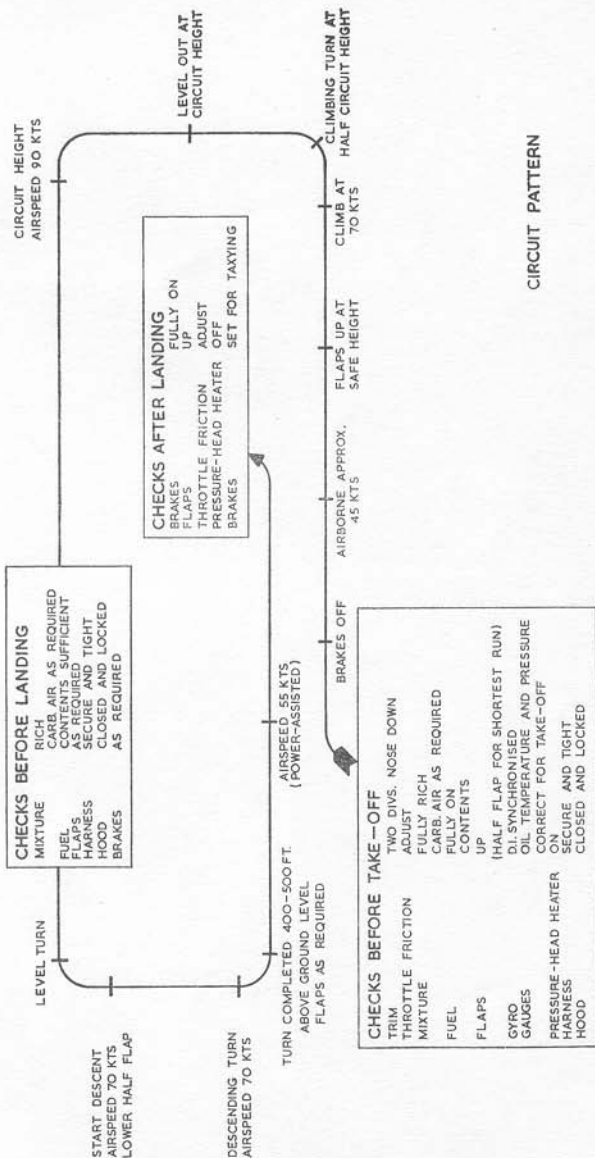 CIRCUIT HEIGHT
AIRSPEED 90 KTS
LEVEL OUT AT
CIRCUIT HEIGHT
CLIMBING TURN AT
HALF CIRCUIT HEIGHT
CLIMB AT
70 KTS
FLAPS UP AT
SAFE HEIGHT
AIRBORNE APPROX.
45 KTS
BRAKES OFF
CHECKS BEFORE LANDING
MIXTURE RICH
CARB. AIR AS REQUIRED
FUEL CONTENTS SUFFICIENT
FLAPS AS REQUIRED
HARNESS SECURE AND TIGHT
HOOD CLOSED AND LOCKED
BRAKES AS REQUIRED
LEVEL TURN
START DESCENT
AIRSPEED 70 KTS
LOWER HALF FLAP
DESCENDING TURN
AIRSPEED 70 KTS
TURN COMPLETED 400-500 FT.
ABOVE GROUND LEVEL
FLAPS AS REQUIRED
AIRSPEED 55 KTS
(POWER-ASSISTED)
CHECKS AFTER LANDING
BRAKES FULLY ON
FLAPS UP
THROTTLE FRICTION ADJUST
PRESSURE-HEAD HEATER OFF
BRAKES SET FOR TAXYING
CHECKS BEFORE TAKE-OFF
TRIM TWO DIVS. NOSE DOWN
THROTTLE FRICTION ADJUST
MIXTURE FULLY RICH
CARB. AIR AS REQUIRED
FUEL FULLY ON
CONTENTS
FLAPS UP
(HALF FLAP FOR SHORTEST RUN)
GYRO D.I. SYNCHRONISED
GAUGES OIL TEMPERATURE AND PRESSURE
CORRECT FOR TAKE-OFF
PRESSURE-HEAD HEATER ON
HARNESS SECURE AND TIGHT
HOOD CLOSED AND LOCKED
CIRCUIT PATTERN